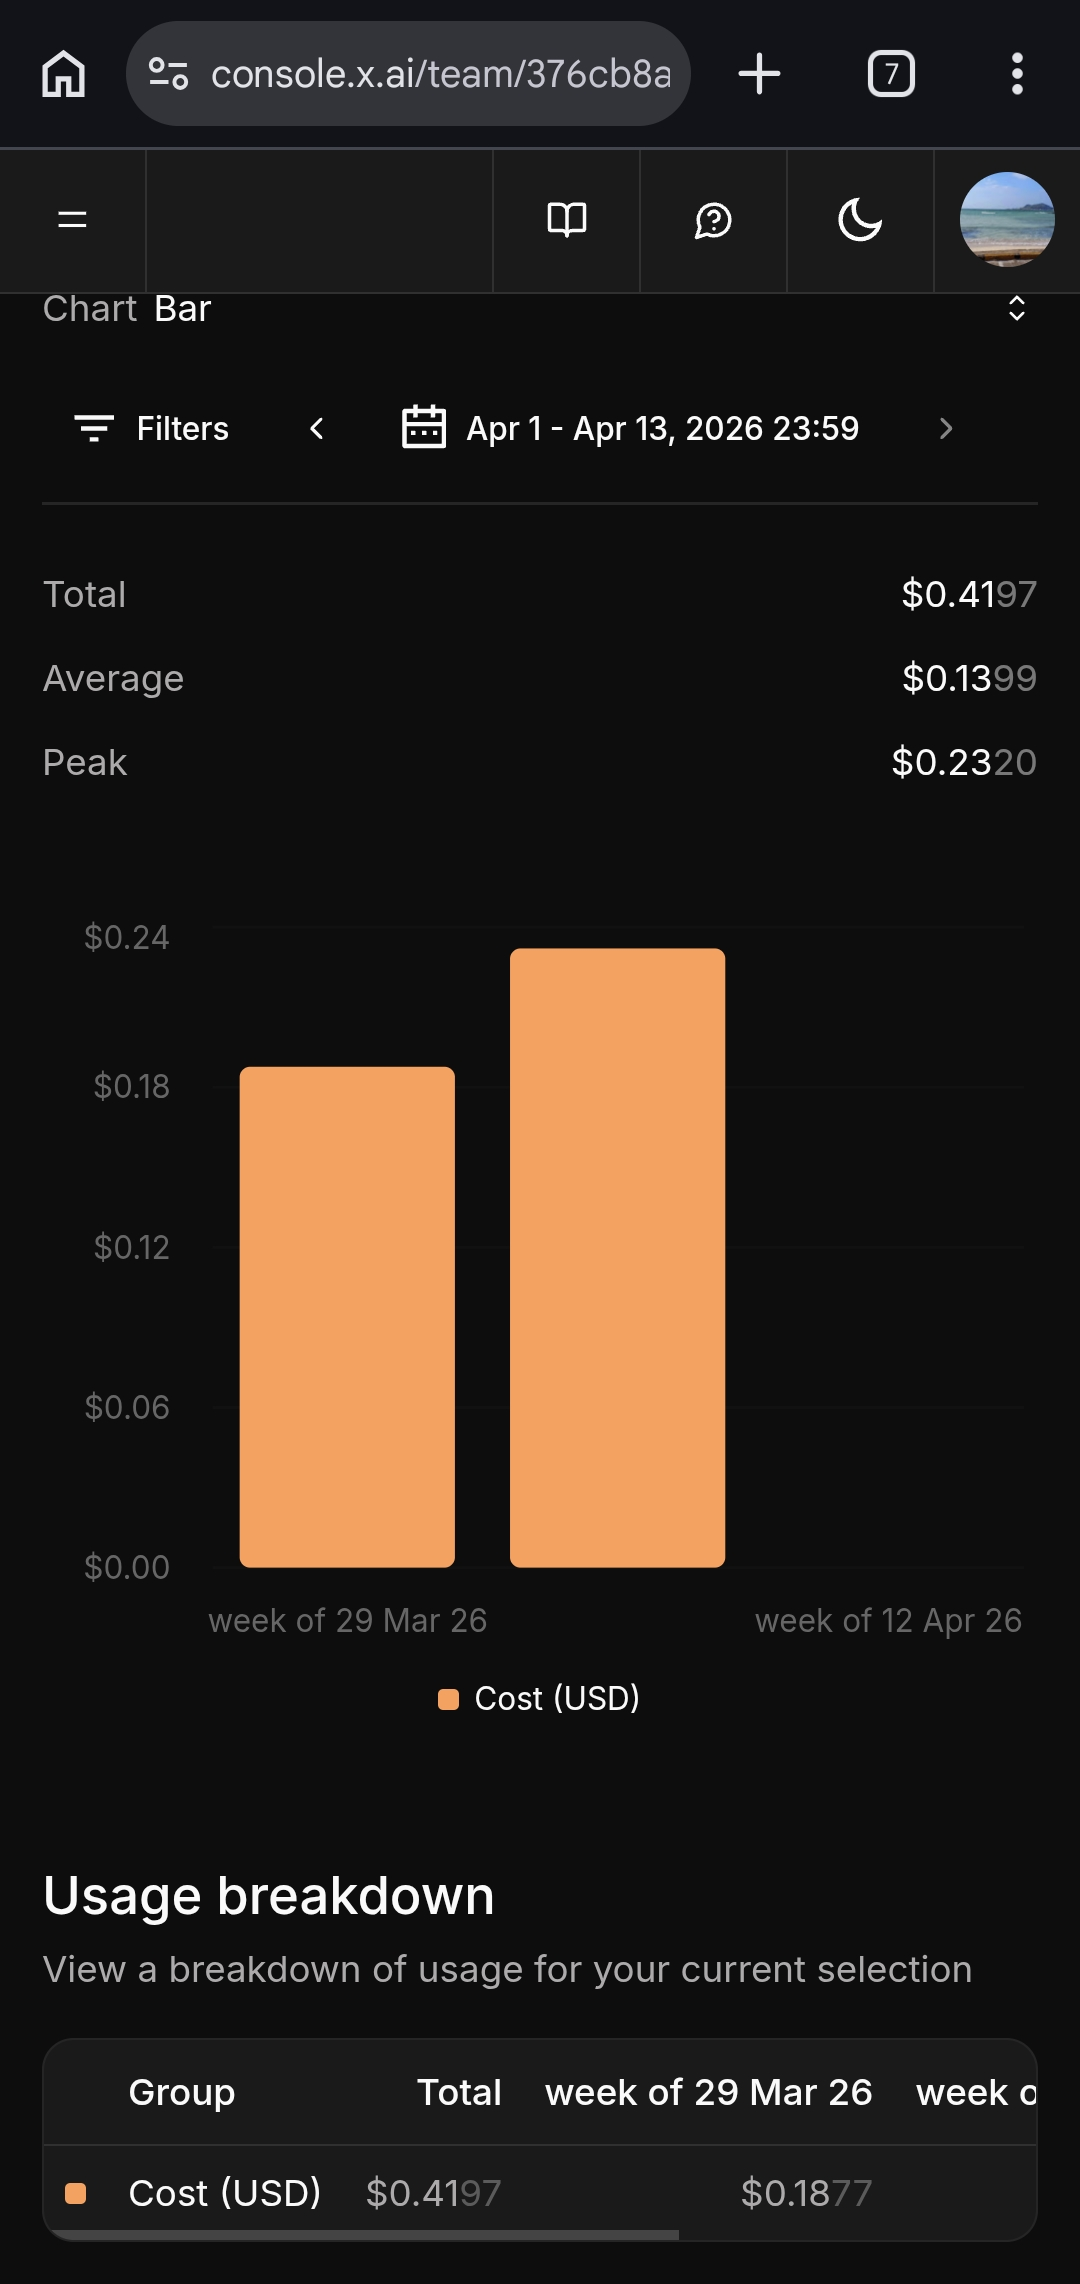 console.x.ai/team/376cb8a
7
Chart Bar
Filters
Apr 1 - Apr 13, 2026 23:59
Total $0.4197
Average $0.1399
Peak $0.2320
$0.24
$0.18
$0.12
$0.06
$0.00
week of 29 Mar 26 week of 12 Apr 26
Cost (USD)
Usage breakdown
View a breakdown of usage for your current selection
Group Total week of 29 Mar 26 week o
Cost (USD) $0.4197 $0.1877